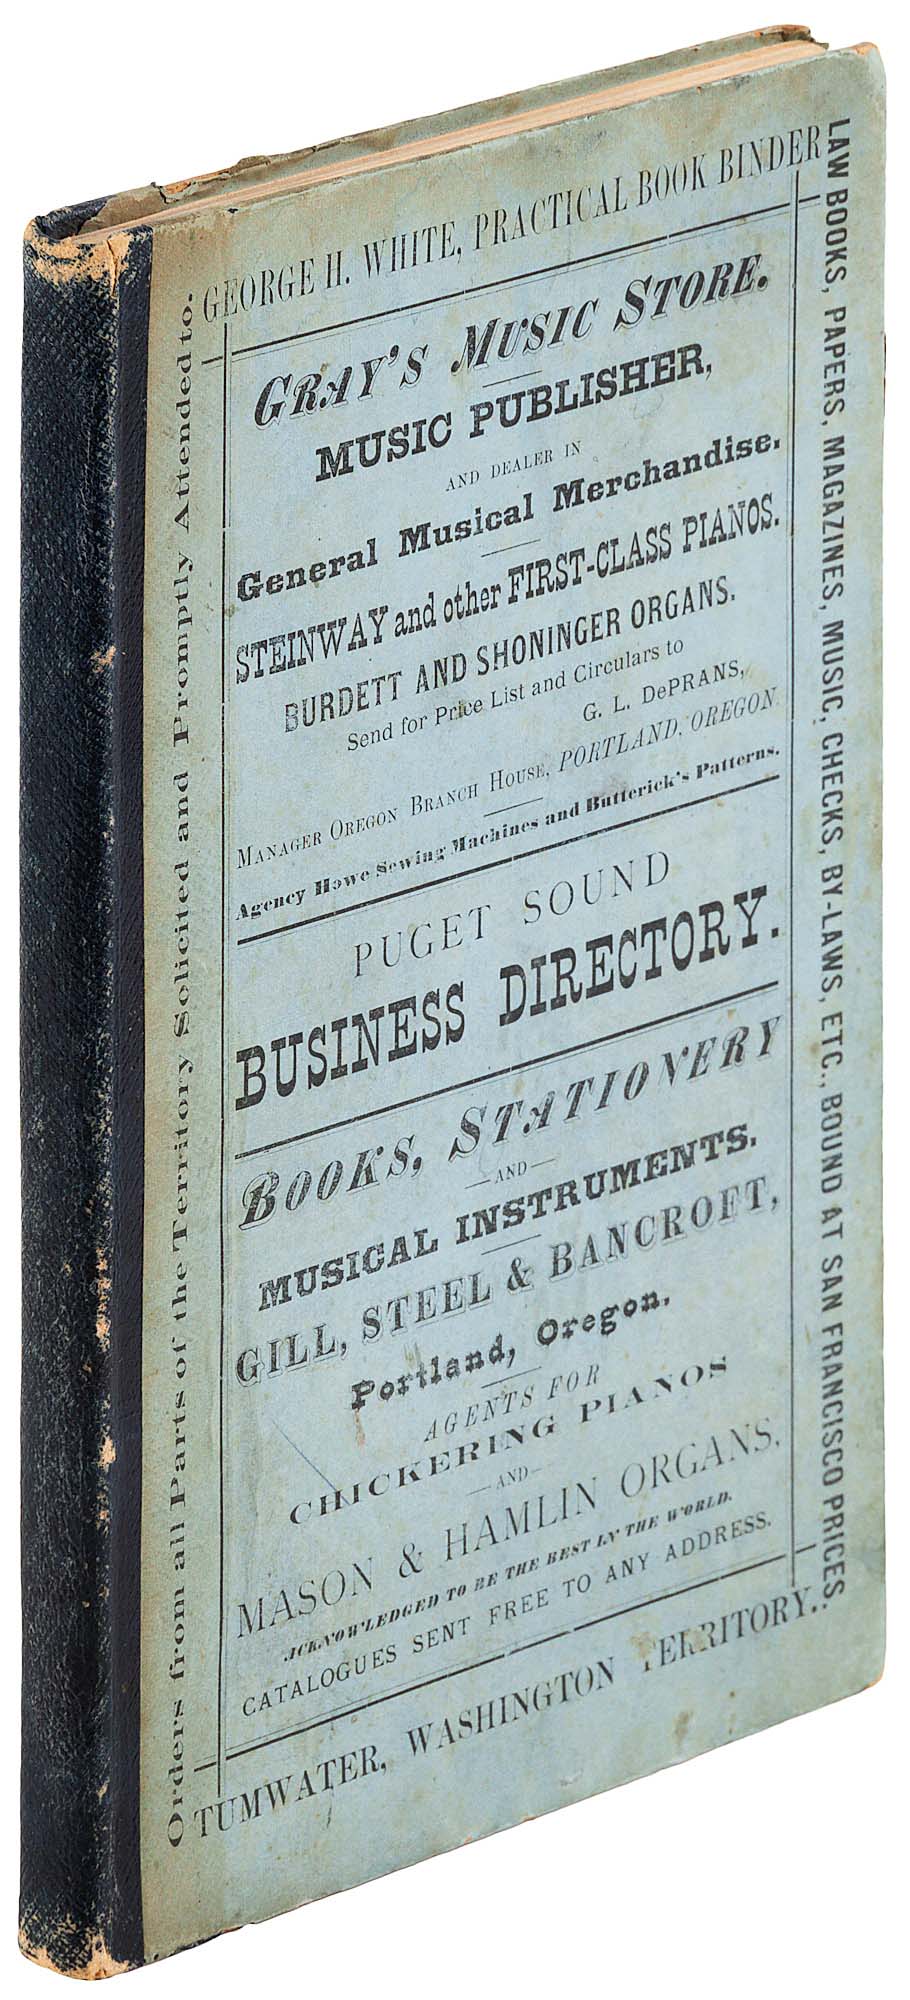 Orders from all Parts of the Territory Solicited and Promptly Attended to:
GEORGE H. WHITE, PRACTICAL BOOK BINDER
LAW BOOKS, PAPERS, MAGAZINES, MUSIC, CHECKS, BY-LAWS, ETC., BOUND AT SAN FRANCISCO PRICES.
GRAY'S MUSIC STORE.
MUSIC PUBLISHER,
AND DEALER IN
General Musical Merchandise.
STEINWAY and other FIRST-CLASS PIANOS.
BURDETT AND SHONINGER ORGANS.
Send for Price List and Circulars to
G. L. DePRANS,
MANAGER OREGON BRANCH HOUSE, PORTLAND, OREGON
Agency Howe Sewing Machines and Butterick's Patterns.
PUGET SOUND
BUSINESS DIRECTORY.
BOOKS, STATIONERY
—AND—
MUSICAL INSTRUMENTS.
GILL, STEEL & BANCROFT,
Portland, Oregon.
AGENTS FOR
CHICKERING PIANOS
—AND—
MASON & HAMLIN ORGANS,
ACKNOWLEDGED TO BE THE BEST IN THE WORLD.
CATALOGUES SENT FREE TO ANY ADDRESS.
TUMWATER, WASHINGTON TERRITORY.